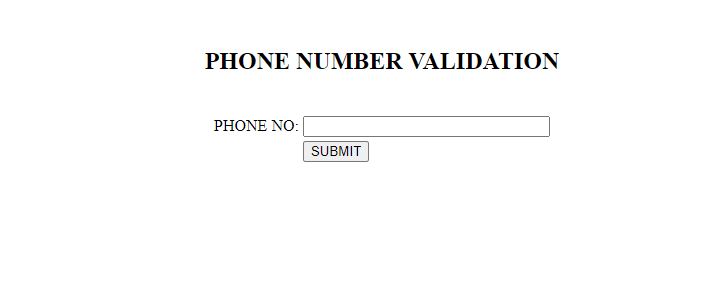 PHONE NUMBER VALIDATION
PHONE NO:
SUBMIT